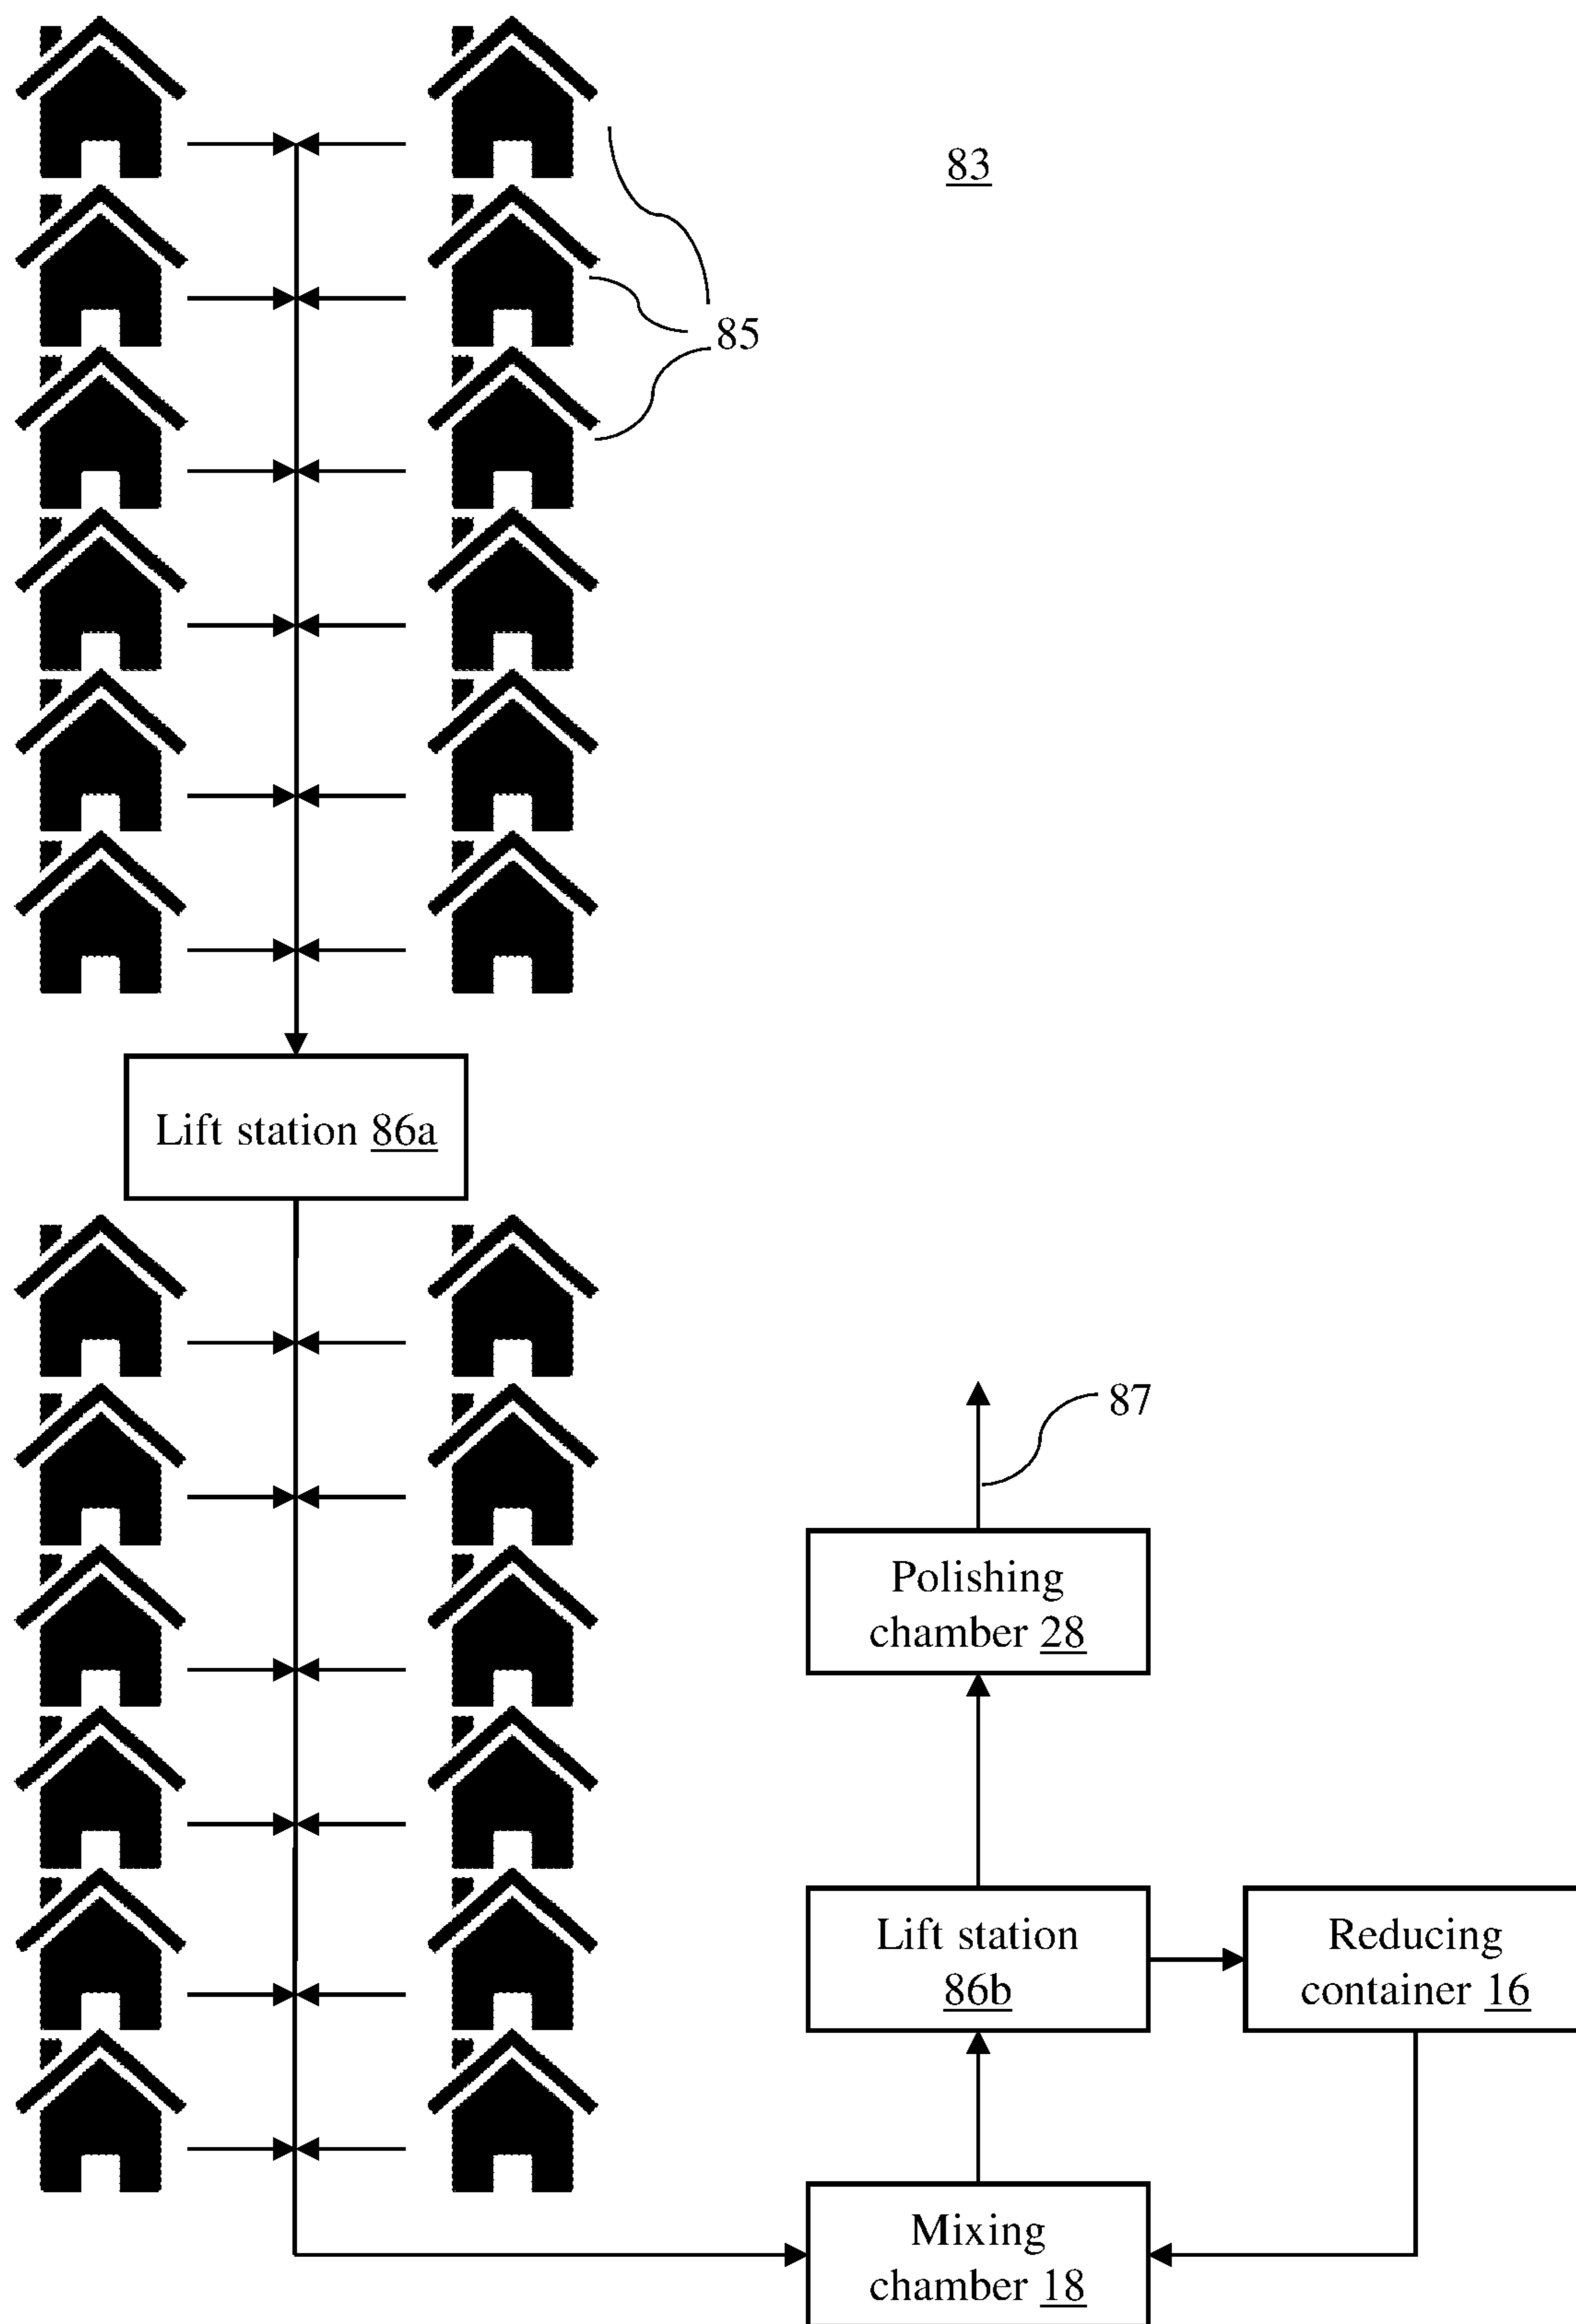 83
85
Lift station 86a
87
Polishing
chamber 28
Lift station
86b
Reducing
container 16
Mixing
chamber 18